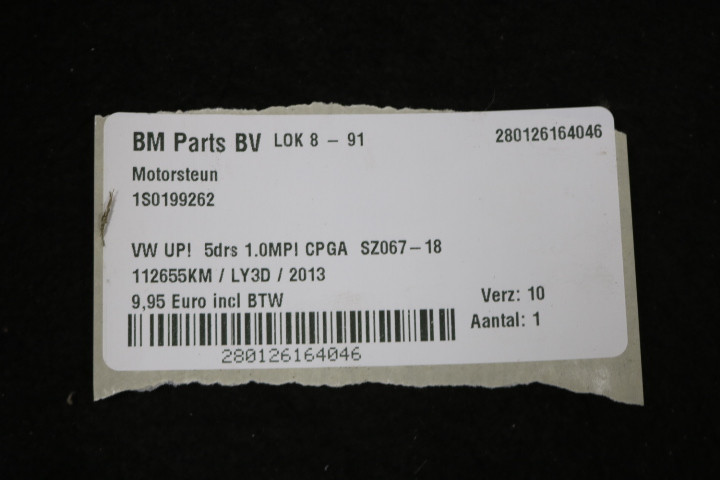 BM Parts BV LOK 8 - 91 280126164046
Motorsteun
1S0199262
VW UP! 5drs 1.0MPI CPGA SZ067-18
112655KM / LY3D / 2013
9,95 Euro incl BTW Verz: 10
Aantal: 1
280126164046